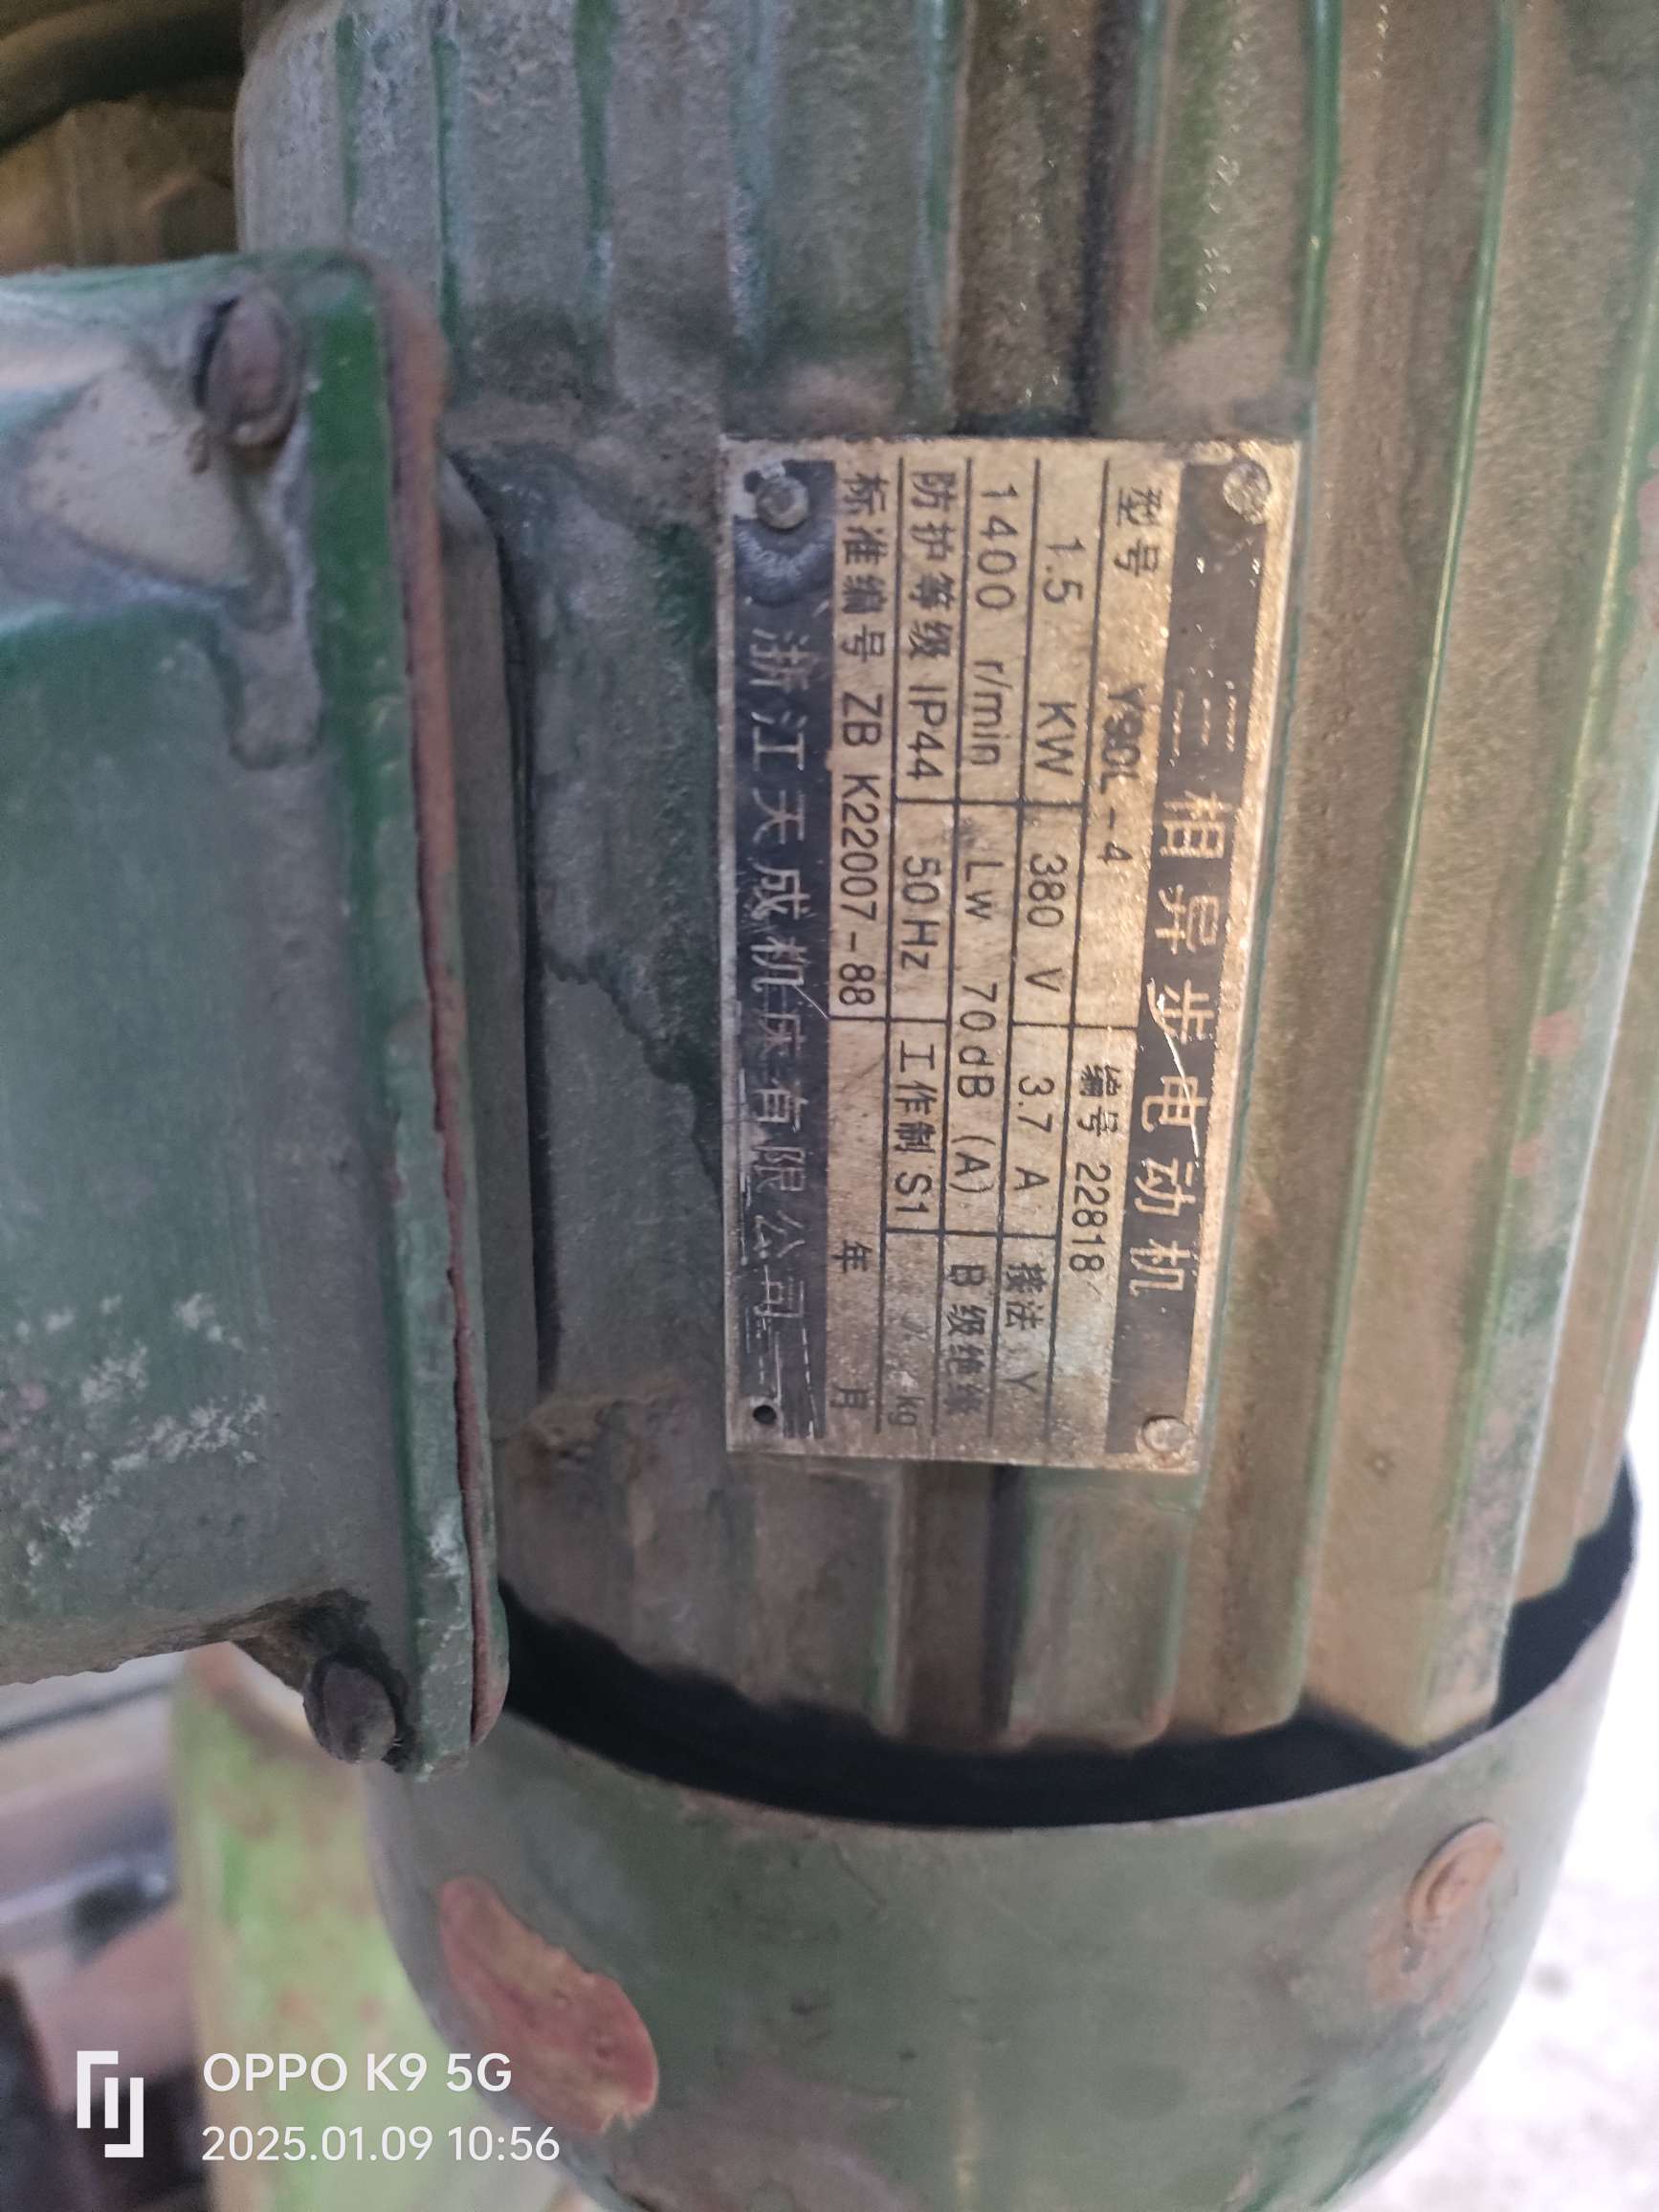 三相异步电动机
型号 Y90L-4 编号 22818
1.5 KW 380 V 3.7 A 接法 Y
1400 r/min Lw 70dB (A) B级绝缘
防护等级 IP44 50Hz 工作制 S1 kg
标准编号 ZB K22007-88 年 月
浙江天成机床有限公司
OPPO K9 5G
2025.01.09 10:56